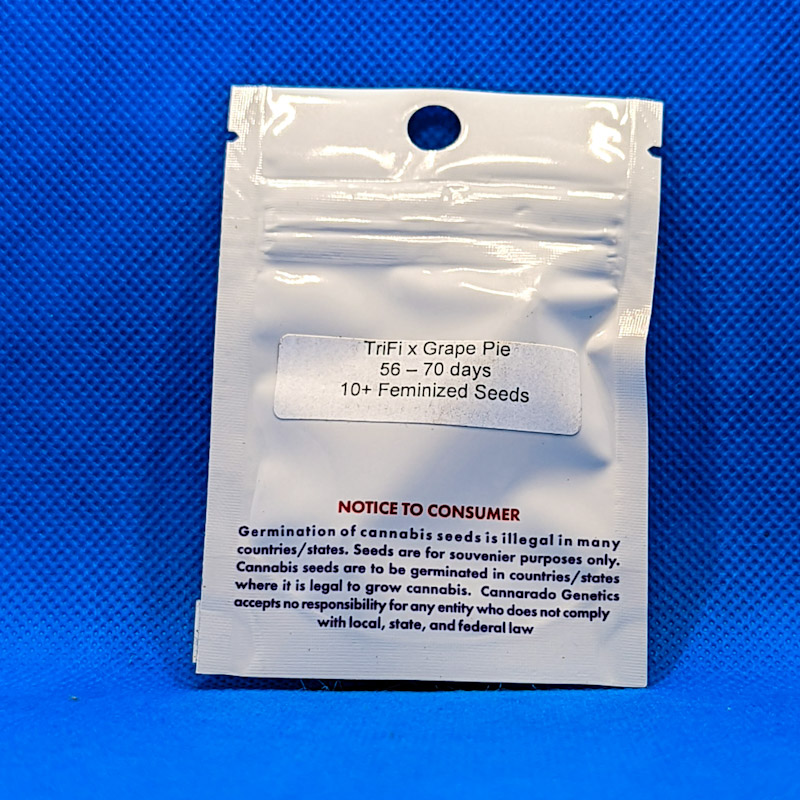 TriFi x Grape Pie
56 – 70 days
10+ Feminized Seeds
NOTICE TO CONSUMER
Germination of cannabis seeds is illegal in many
countries/states. Seeds are for souvenier purposes only.
Cannabis seeds are to be germinated in countries/states
where it is legal to grow cannabis. Cannarado Genetics
accepts no responsibility for any entity who does not comply
with local, state, and federal law